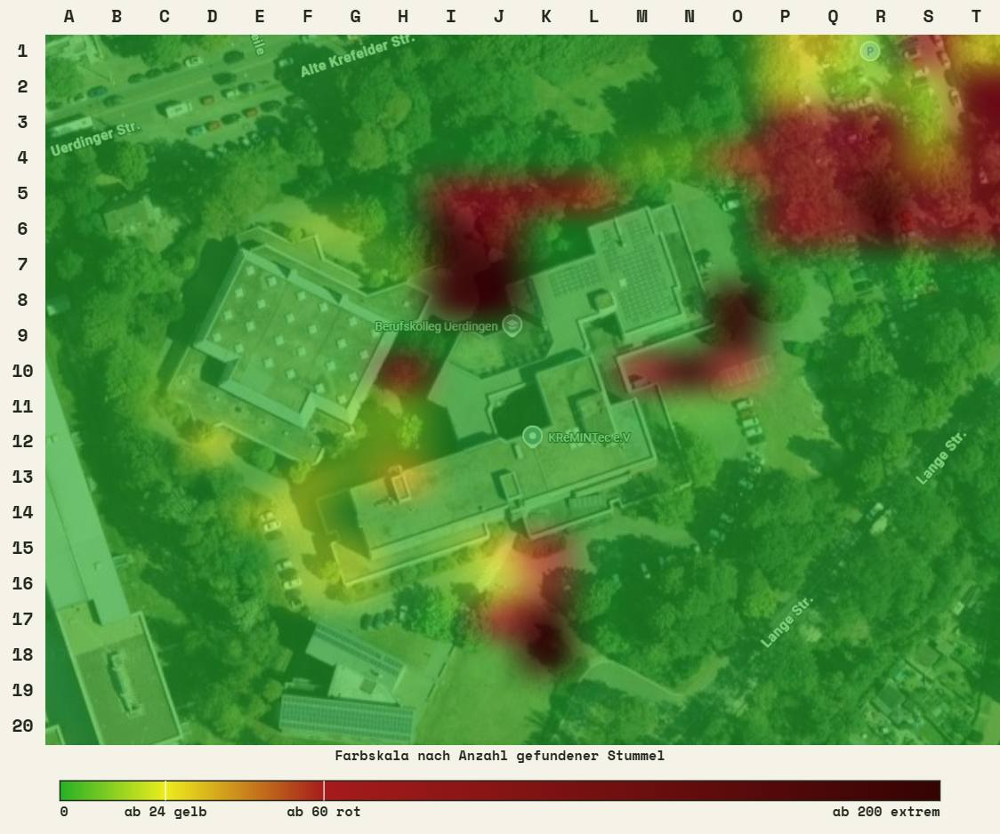 A B C D E F G H I J K L M N O P Q R S T
1
2
3
4
5
6
7
8
9
10
11
12
13
14
15
16
17
18
19
20
eile
Alte Krefelder Str.
P
Uerdinger Str.
Berufskolleg Uerdingen
KReMINTec e.V
Lange Str.
Lange Str.
Farbskala nach Anzahl gefundener Stummel
0 ab 24 gelb ab 60 rot ab 200 extrem